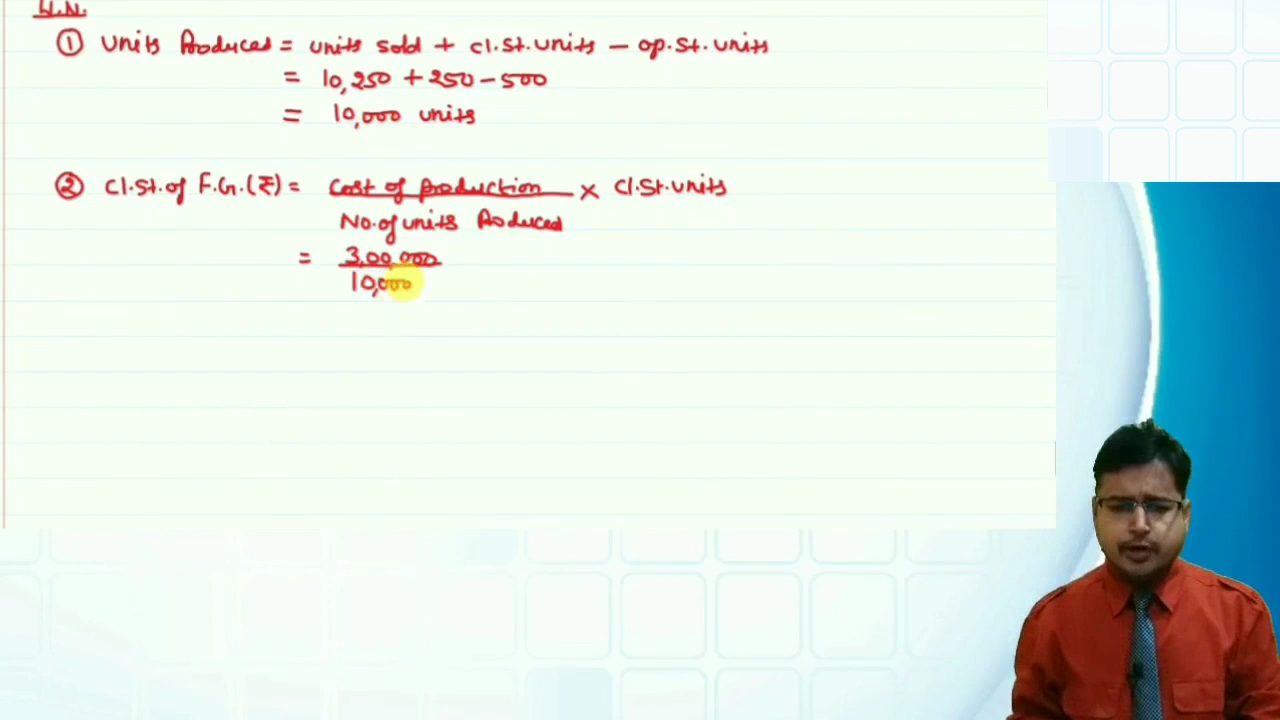 W.N.
① Units Produced = units sold + cl.st.units − op.st.units
= 10,250 + 250 − 500
= 10,000 units
② Cl.St.of F.G.(₹) = Cost of production × Cl.St.units
No.of units Produced
= 3,00,000
10,000